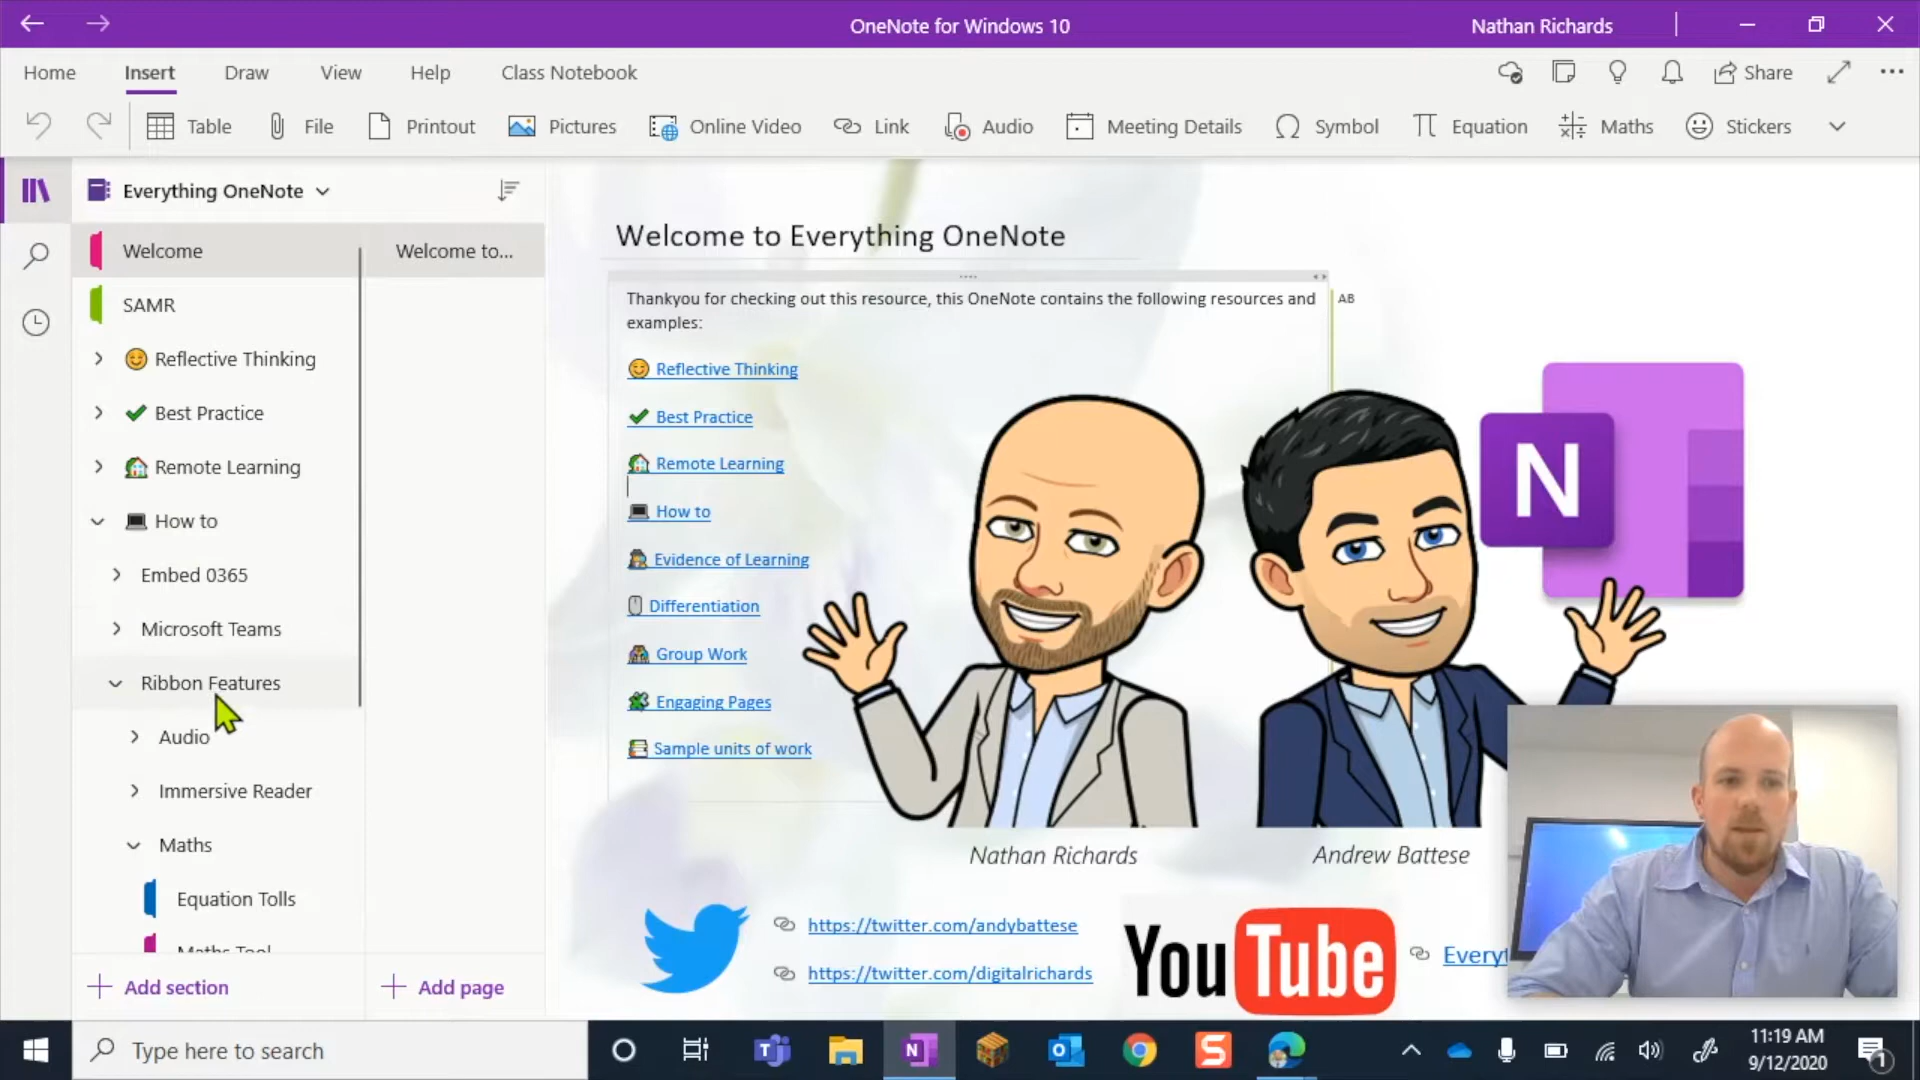 OneNote for Windows 10
Nathan Richards
Home
Insert
Draw
View
Help
Class Notebook
Share
Table
File
Printout
Pictures
Online Video
Link
Audio
Meeting Details
Symbol
Equation
Maths
Stickers
Everything OneNote
Welcome
SAMR
Reflective Thinking
Best Practice
Remote Learning
How to
Embed 0365
Microsoft Teams
Ribbon Features
Audio
Immersive Reader
Maths
Equation Tolls
Maths Tool
Add section
Welcome to...
Add page
Welcome to Everything OneNote
Thankyou for checking out this resource, this OneNote contains the following resources and
examples:
AB
Reflective Thinking
Best Practice
Remote Learning
How to
Evidence of Learning
Differentiation
Group Work
Engaging Pages
Sample units of work
N
Nathan Richards
Andrew Battese
https://twitter.com/andybattese
https://twitter.com/digitalrichards
YouTube
Everyt
Type here to search
11:19 AM
9/12/2020
1